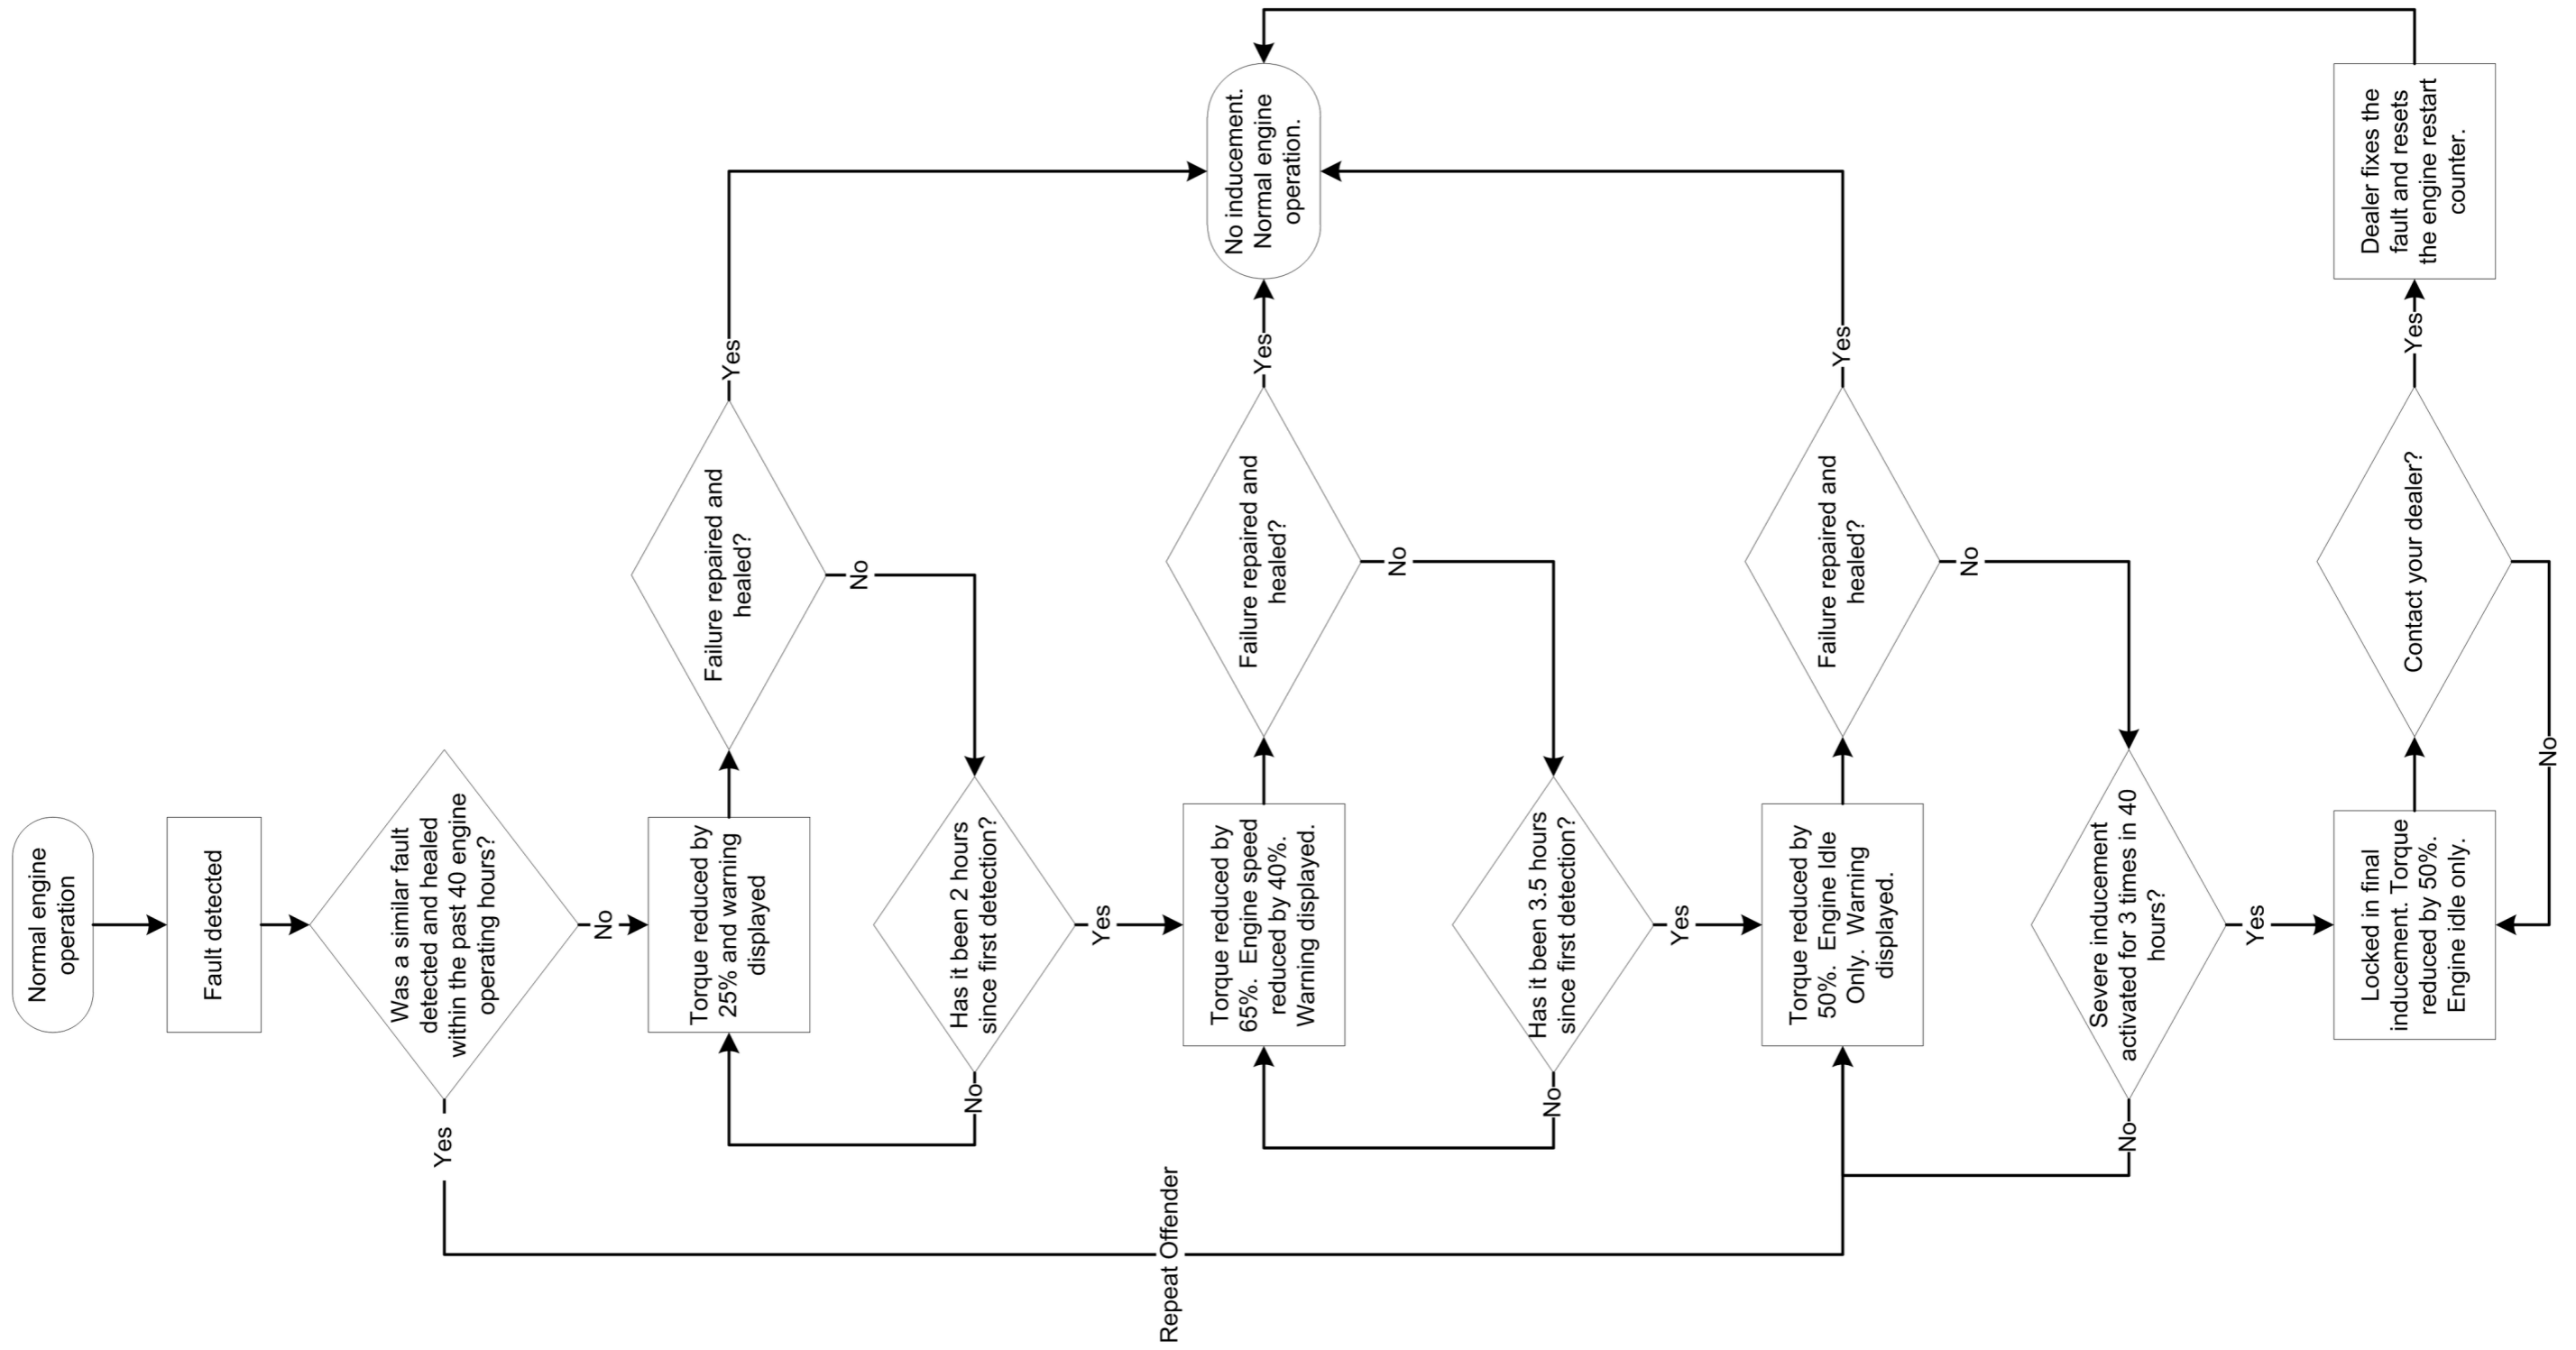 Normal engine
operation
Fault detected
Was a similar fault
detected and healed
within the past 40 engine
operating hours?
Yes
No
Repeat Offender
Torque reduced by
25% and warning
displayed
Failure repaired and
healed?
Yes
No
Has it been 2 hours
since first detection?
No
Yes
Torque reduced by
65%. Engine speed
reduced by 40%.
Warning displayed.
Failure repaired and
healed?
Yes
No inducement.
Normal engine
operation.
No
Has it been 3.5 hours
since first detection?
No
Yes
Torque reduced by
50%. Engine Idle
Only. Warning
displayed.
Failure repaired and
healed?
Yes
No
Severe inducement
activated for 3 times in 40
hours?
No
Yes
Locked in final
inducement. Torque
reduced by 50%.
Engine idle only.
Contact your dealer?
Yes
No
Dealer fixes the
fault and resets
the engine restart
counter.